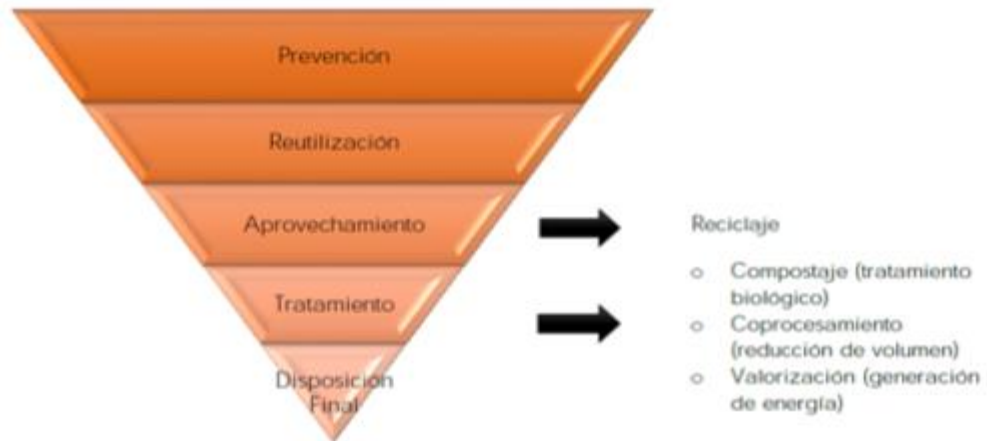 Prevención
Reutilización
Aprovechamiento
Tratamiento
Disposición
Final
Reciclaje
o Compostaje (tratamiento
biológico)
o Coprocesamiento
(reducción de volumen)
o Valorización (generación
de energía)